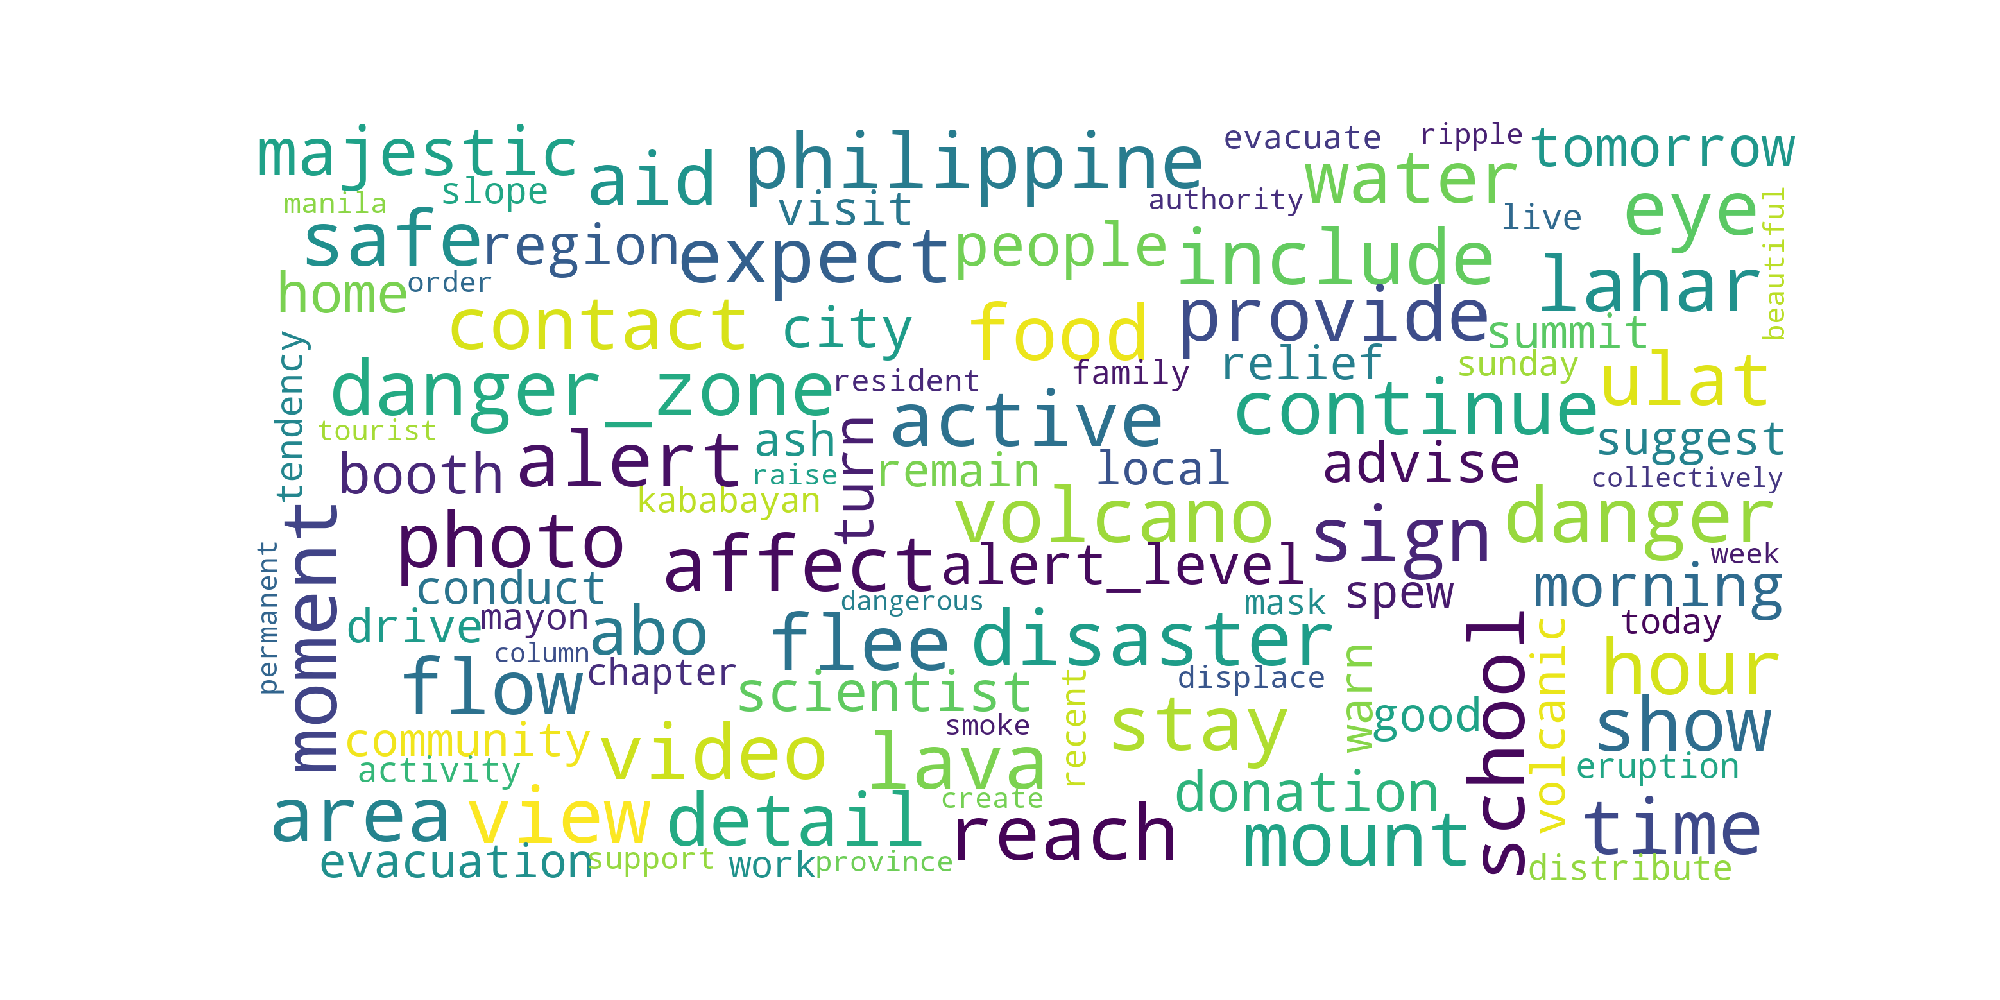 majestic aid philippine evacuate ripple tomorrow
manila slope visit authority water live eye
safe region expect people include lahar beautiful
home order contact city food provide summit
danger_zone resident family relief sunday ulat
tendency tourist alert ash turn active continue suggest
booth raise remain local advise collectively
kababayan volcano sign danger
moment photo affect alert_level week
permanent conduct dangerous mask spew morning
drive mayon abo flee disaster school today
flow column chapter scientist displace warn volcanic hour
community video smoke recent stay good show
activity lava eruption
area view detail create reach donation mount time
evacuation support work province distribute